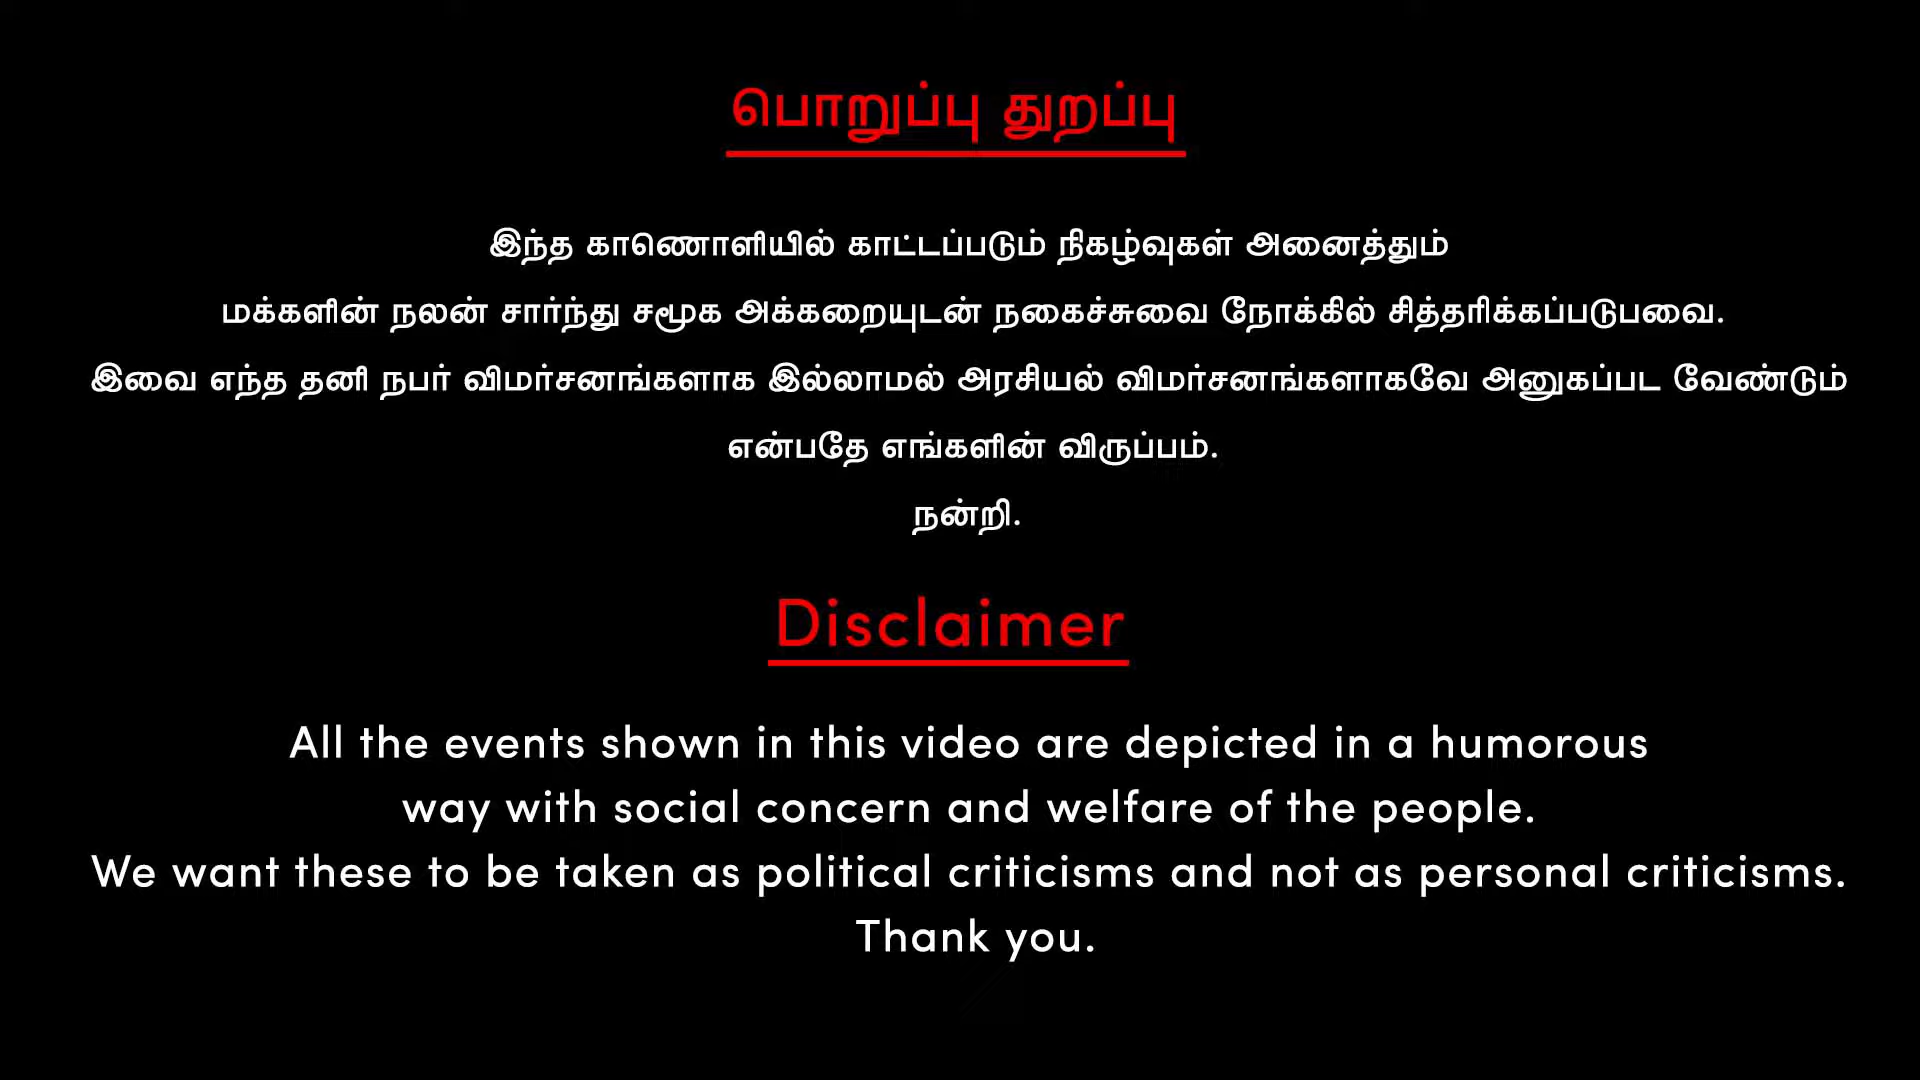 பொறுப்பு துறப்பு
இந்த காணொளியில் காட்டப்படும் நிகழ்வுகள் அனைத்தும்
மக்களின் நலன் சார்ந்து சமூக அக்கறையுடன் நகைச்சுவை நோக்கில் சித்தரிக்கப்படுபவை.
இவை எந்த தனி நபர் விமர்சனங்களாக இல்லாமல் அரசியல் விமர்சனங்களாகவே அனுகப்பட வேண்டும்
என்பதே எங்களின் விருப்பம்.
நன்றி.
Disclaimer
All the events shown in this video are depicted in a humorous
way with social concern and welfare of the people.
We want these to be taken as political criticisms and not as personal criticisms.
Thank you.